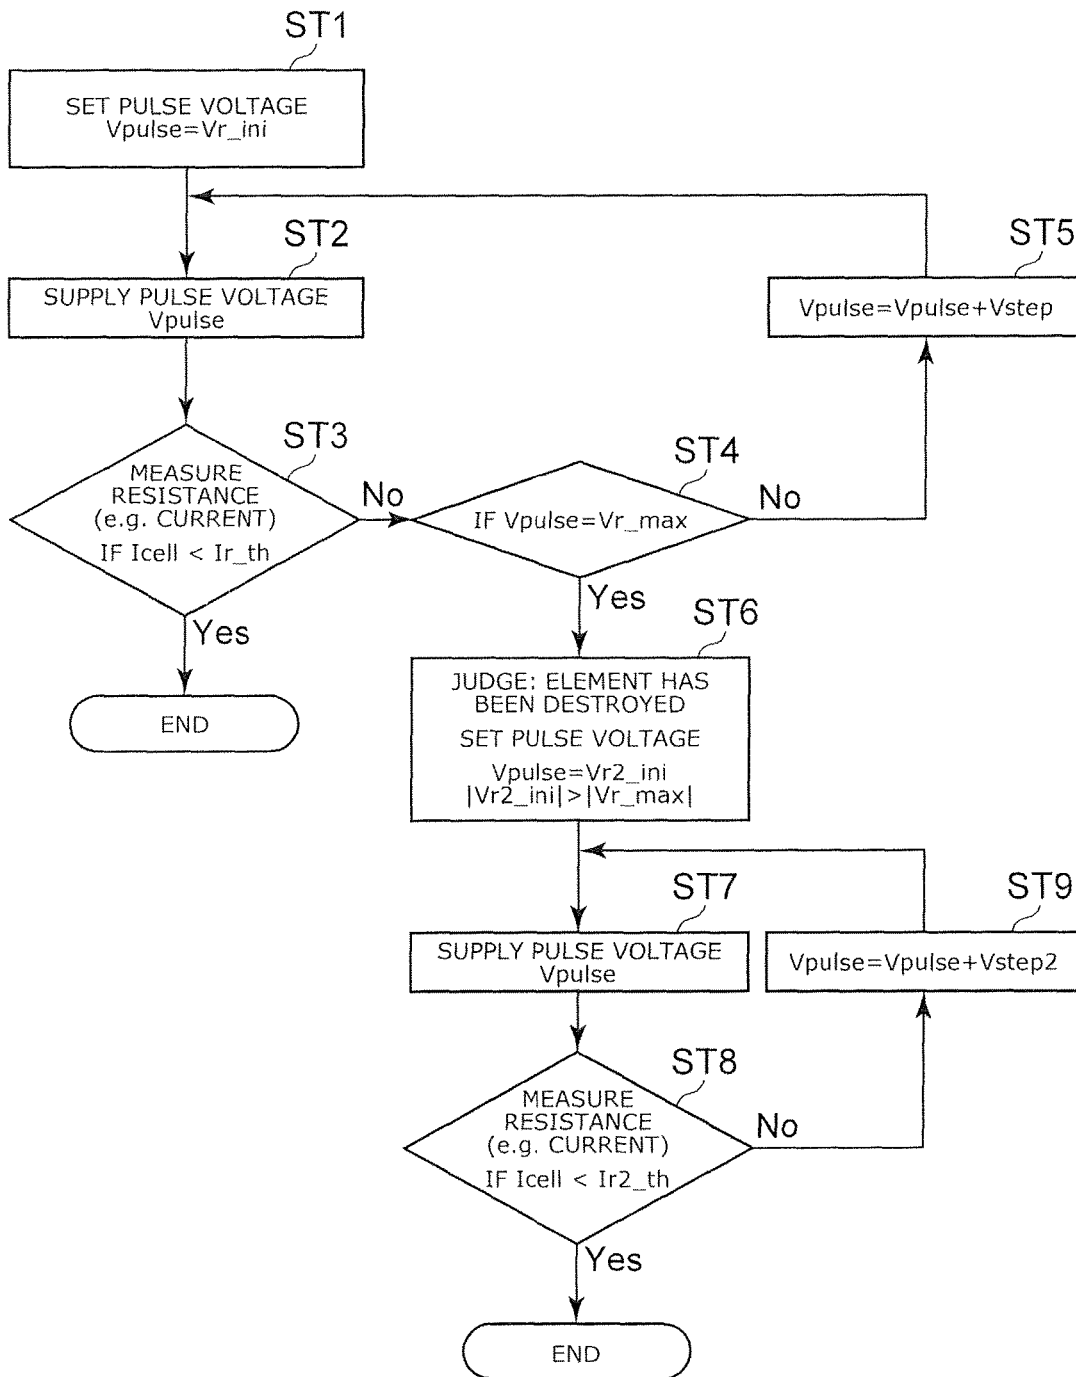 ST1
SET PULSE VOLTAGE
Vpulse=Vr_ini
ST2
SUPPLY PULSE VOLTAGE
Vpulse
ST5
Vpulse=Vpulse+Vstep
ST3
MEASURE
RESISTANCE
(e.g. CURRENT)
IF Icell < Ir_th
No
Yes
END
ST4
IF Vpulse=Vr_max
No
Yes
ST6
JUDGE: ELEMENT HAS
BEEN DESTROYED
SET PULSE VOLTAGE
Vpulse=Vr2_ini
|Vr2_ini|>|Vr_max|
ST7
SUPPLY PULSE VOLTAGE
Vpulse
ST9
Vpulse=Vpulse+Vstep2
ST8
MEASURE
RESISTANCE
(e.g. CURRENT)
IF Icell < Ir2_th
No
Yes
END